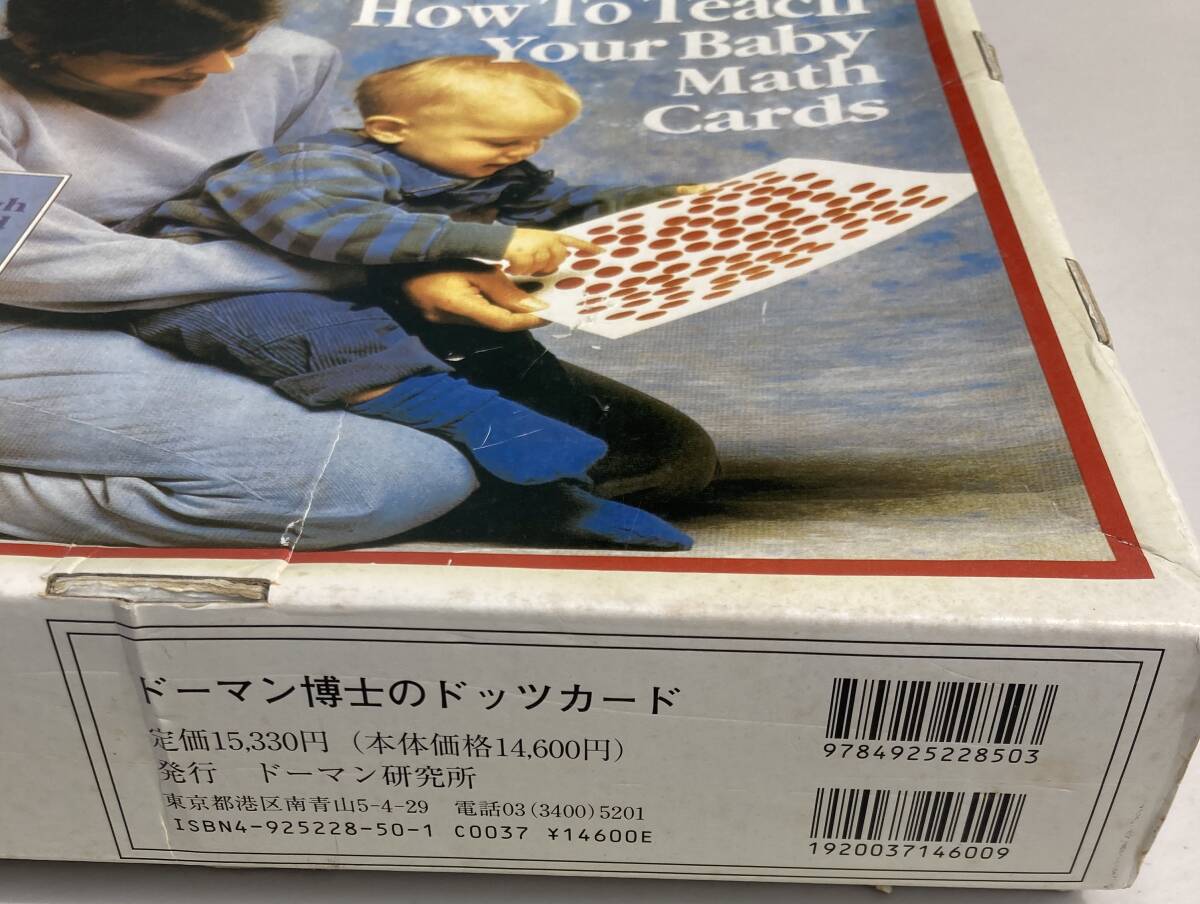 How To Teach
Your Baby
Math
Cards
ドーマン博士のドッツカード
定価15,330円 (本体価格14,600円)
発行 ドーマン研究所
東京都港区南青山5-4-29 電話03(3400)5201
ISBN4-925228-50-1 C0037 ¥14600E
9784925228503
1920037146009